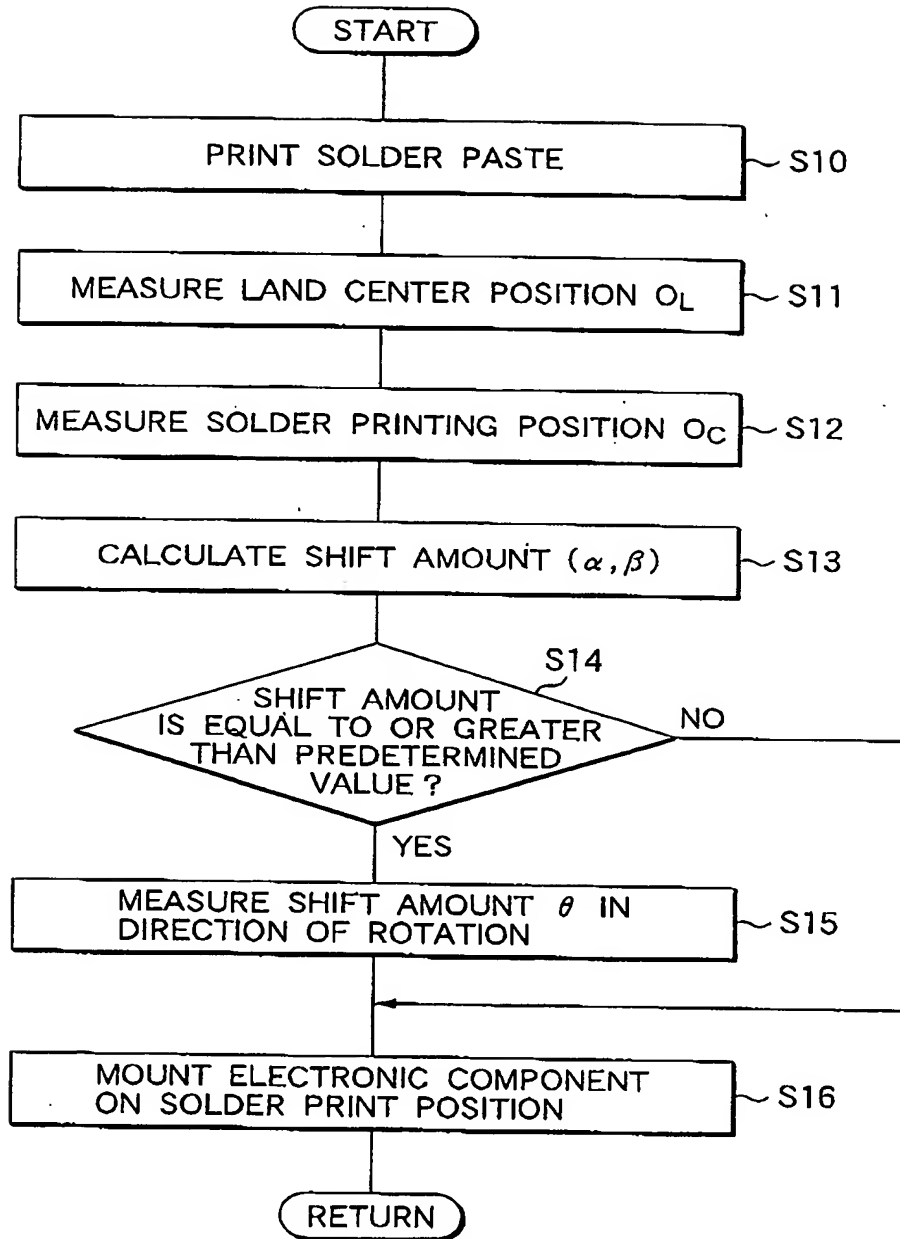 START
PRINT SOLDER PASTE
S10
MEASURE LAND CENTER POSITION OL
S11
MEASURE SOLDER PRINTING POSITION OC
S12
CALCULATE SHIFT AMOUNT (α, β)
S13
S14
SHIFT AMOUNT
IS EQUAL TO OR GREATER
THAN PREDETERMINED
VALUE?
NO
YES
MEASURE SHIFT AMOUNT θ IN
DIRECTION OF ROTATION
S15
MOUNT ELECTRONIC COMPONENT
ON SOLDER PRINT POSITION
S16
RETURN